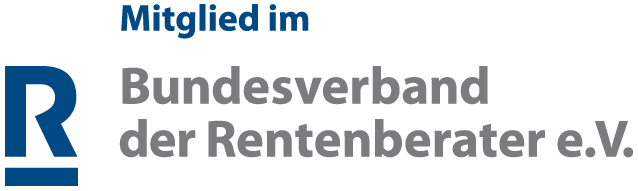 Mitglied im
R
Bundesverband
der Rentenberater e.V.